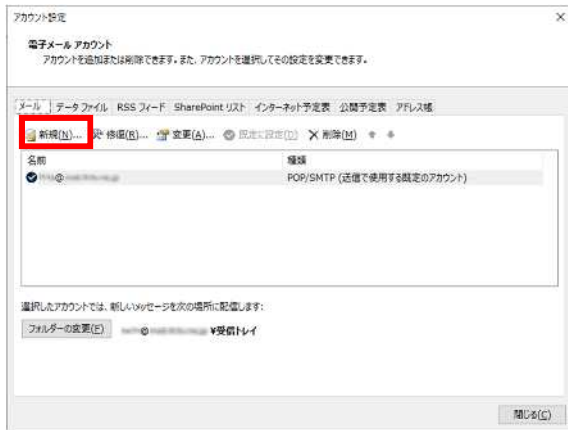 アカウント設定
×
電子メール アカウント
アカウントを追加または削除できます。また、アカウントを選択してその設定を変更できます。
メール データ ファイル RSS フィード SharePoint リスト インターネット予定表 公開予定表 アドレス帳
新規(N)... 修復(R)... 変更(A)... 既定に設定(D) 削除(M)
名前 種類
@ POP/SMTP (送信で使用する既定のアカウント)
選択したアカウントでは、新しいメッセージを次の場所に配信します:
フォルダーの変更(F) @ ¥受信トレイ
閉じる(C)